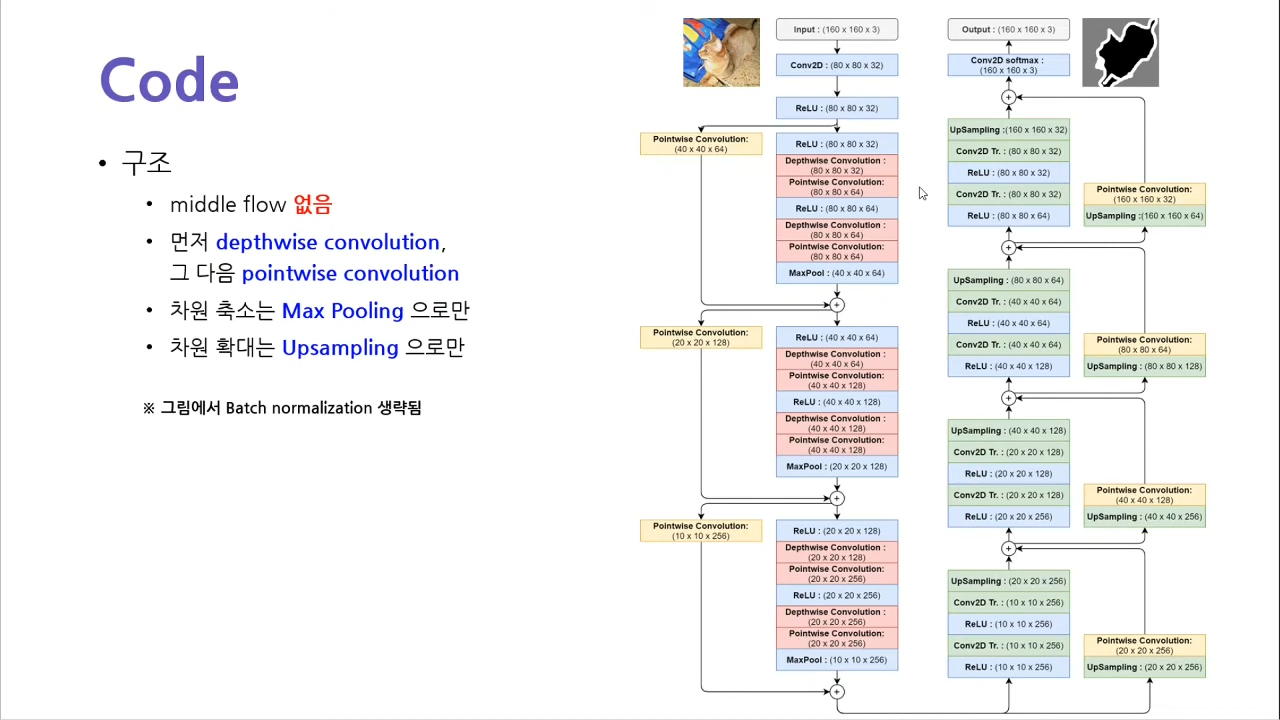 Code
• 구조
• middle flow 없음
• 먼저 depthwise convolution,
그 다음 pointwise convolution
• 차원 축소는 Max Pooling 으로만
• 차원 확대는 Upsampling 으로만
※ 그림에서 Batch normalization 생략됨
Input : (160 x 160 x 3)
Conv2D : (80 x 80 x 32)
ReLU : (80 x 80 x 32)
Pointwise Convolution:
(40 x 40 x 64)
ReLU : (80 x 80 x 32)
Depthwise Convolution :
(80 x 80 x 32)
Pointwise Convolution:
(80 x 80 x 64)
ReLU : (80 x 80 x 64)
Depthwise Convolution :
(80 x 80 x 64)
Pointwise Convolution:
(80 x 80 x 64)
MaxPool : (40 x 40 x 64)
+
Pointwise Convolution:
(20 x 20 x 128)
ReLU : (40 x 40 x 64)
Depthwise Convolution :
(40 x 40 x 64)
Pointwise Convolution:
(40 x 40 x 128)
ReLU : (40 x 40 x 128)
Depthwise Convolution :
(40 x 40 x 128)
Pointwise Convolution:
(40 x 40 x 128)
MaxPool : (20 x 20 x 128)
+
Pointwise Convolution:
(10 x 10 x 256)
ReLU : (20 x 20 x 128)
Depthwise Convolution :
(20 x 20 x 128)
Pointwise Convolution:
(20 x 20 x 256)
ReLU : (20 x 20 x 256)
Depthwise Convolution :
(20 x 20 x 256)
Pointwise Convolution:
(20 x 20 x 256)
MaxPool : (10 x 10 x 256)
+
Output : (160 x 160 x 3)
Conv2D softmax :
(160 x 160 x 3)
+
UpSampling :(160 x 160 x 32)
Conv2D Tr. : (80 x 80 x 32)
ReLU : (80 x 80 x 32)
Conv2D Tr. : (80 x 80 x 32)
ReLU : (80 x 80 x 64)
Pointwise Convolution:
(160 x 160 x 32)
UpSampling :(160 x 160 x 64)
+
UpSampling : (80 x 80 x 64)
Conv2D Tr. : (40 x 40 x 64)
ReLU : (40 x 40 x 64)
Conv2D Tr. : (40 x 40 x 64)
ReLU : (40 x 40 x 128)
Pointwise Convolution:
(80 x 80 x 64)
UpSampling : (80 x 80 x 128)
+
UpSampling : (40 x 40 x 128)
Conv2D Tr. : (20 x 20 x 128)
ReLU : (20 x 20 x 128)
Conv2D Tr. : (20 x 20 x 128)
ReLU : (20 x 20 x 256)
Pointwise Convolution:
(40 x 40 x 128)
UpSampling : (40 x 40 x 256)
+
UpSampling : (20 x 20 x 256)
Conv2D Tr. : (10 x 10 x 256)
ReLU : (10 x 10 x 256)
Conv2D Tr. : (10 x 10 x 256)
ReLU : (10 x 10 x 256)
Pointwise Convolution:
(20 x 20 x 256)
UpSampling : (20 x 20 x 256)